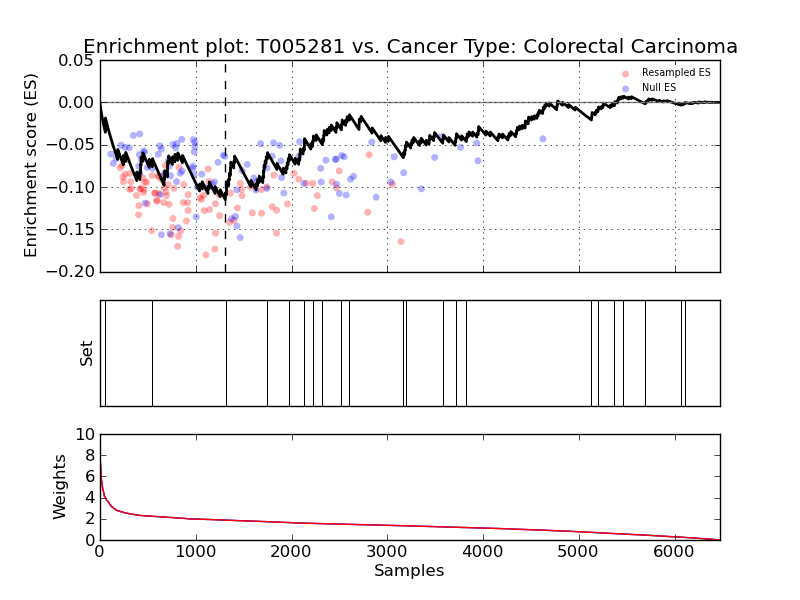 Enrichment plot: T005281 vs. Cancer Type: Colorectal Carcinoma
Enrichment score (ES)
0.05
0.00
−0.05
−0.10
−0.15
−0.20
Resampled ES
Null ES
Set
Weights
10
8
6
4
2
0
0 1000 2000 3000 4000 5000 6000
Samples